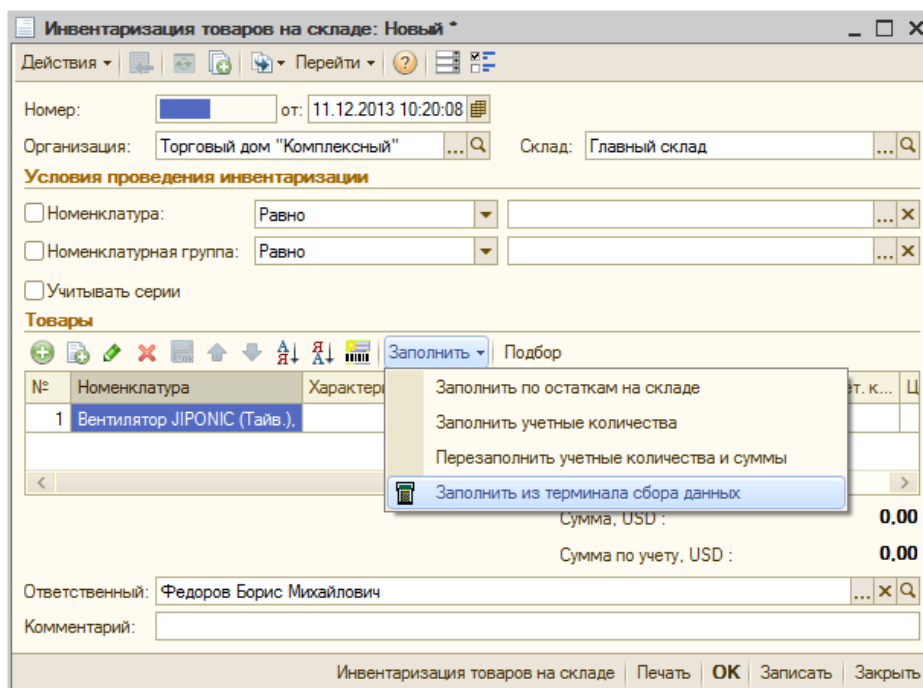 Инвентаризация товаров на складе: Новый *
Действия Перейти
Номер: от: 11.12.2013 10:20:08
Организация: Торговый дом "Комплексный" ... Склад: Главный склад ...
Условия проведения инвентаризации
Номенклатура: Равно ...
Номенклатурная группа: Равно ...
Учитывать серии
Товары
Заполнить Подбор
№ Номенклатура Ц
1 Вентилятор JIPONIC (Тайв.),
Заполнить по остаткам на складе
Заполнить учетные количества
Перезаполнить учетные количества и суммы
Заполнить из терминала сбора данных
Сумма, USD : 0,00
Сумма по учету, USD : 0,00
Ответственный: Федоров Борис Михайлович ...
Комментарий:
Инвентаризация товаров на складе Печать OK Записать Закрыть